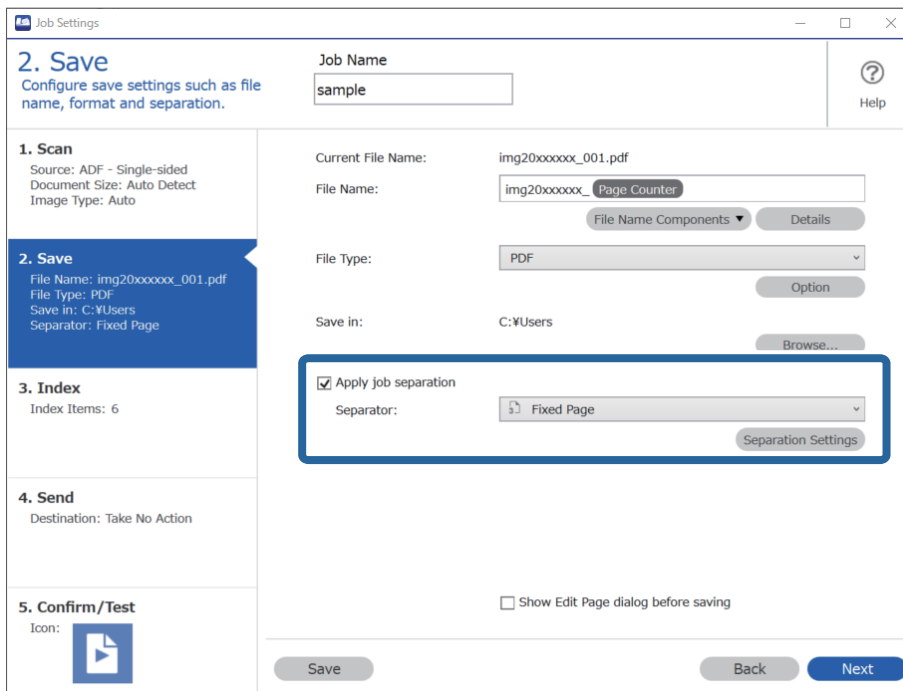 Job Settings
2. Save
Configure save settings such as file
name, format and separation.
Job Name
sample
?
Help
1. Scan
Source: ADF - Single-sided
Document Size: Auto Detect
Image Type: Auto
2. Save
File Name: img20xxxxxx_001.pdf
File Type: PDF
Save in: C:¥Users
Separator: Fixed Page
3. Index
Index Items: 6
4. Send
Destination: Take No Action
5. Confirm/Test
Icon:
Current File Name: img20xxxxxx_001.pdf
File Name: img20xxxxxx_ Page Counter
File Name Components ▼ Details
File Type: PDF
Option
Save in: C:¥Users
Browse...
Apply job separation
Separator: Fixed Page
Separation Settings
Show Edit Page dialog before saving
Save Back Next